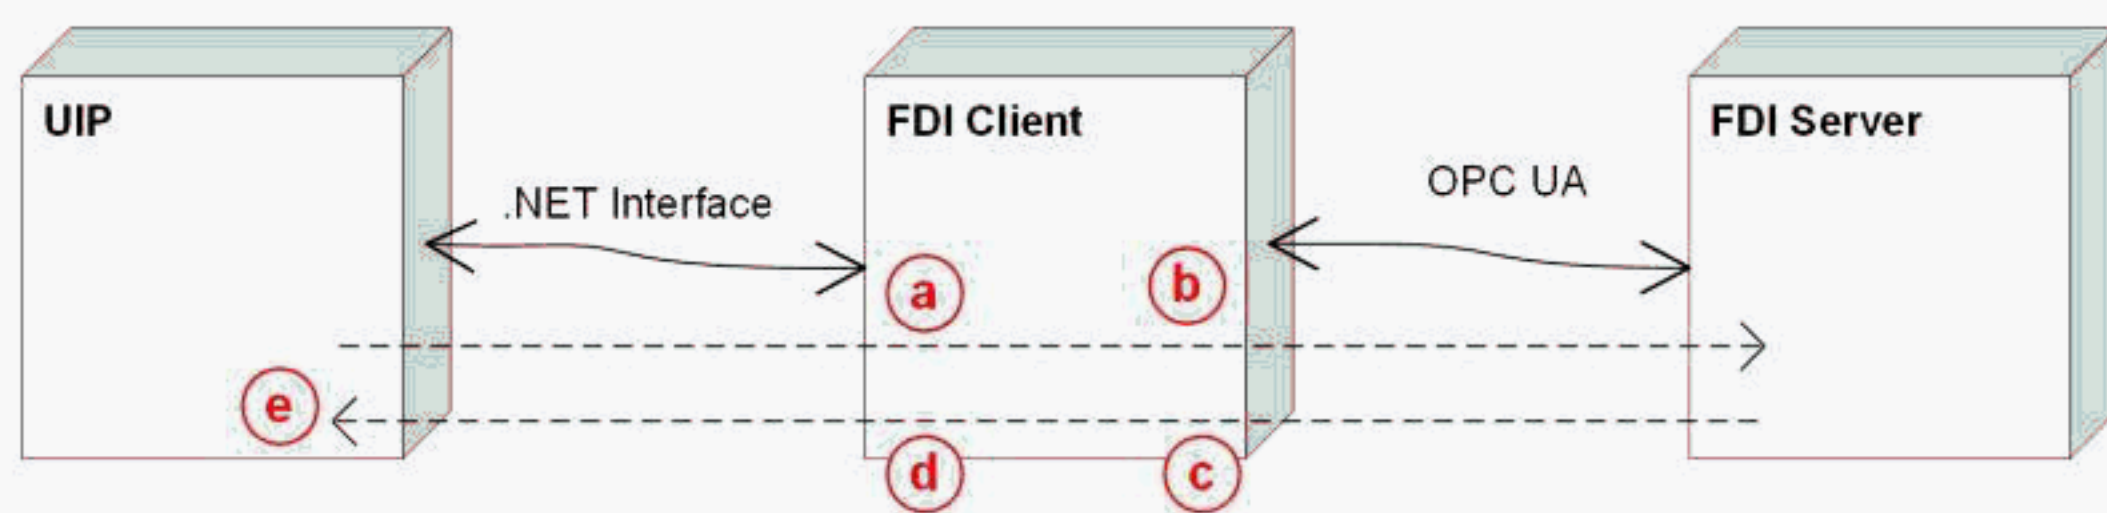 UIP
FDI Client
FDI Server
.NET Interface
OPC UA
a
b
e
d
c